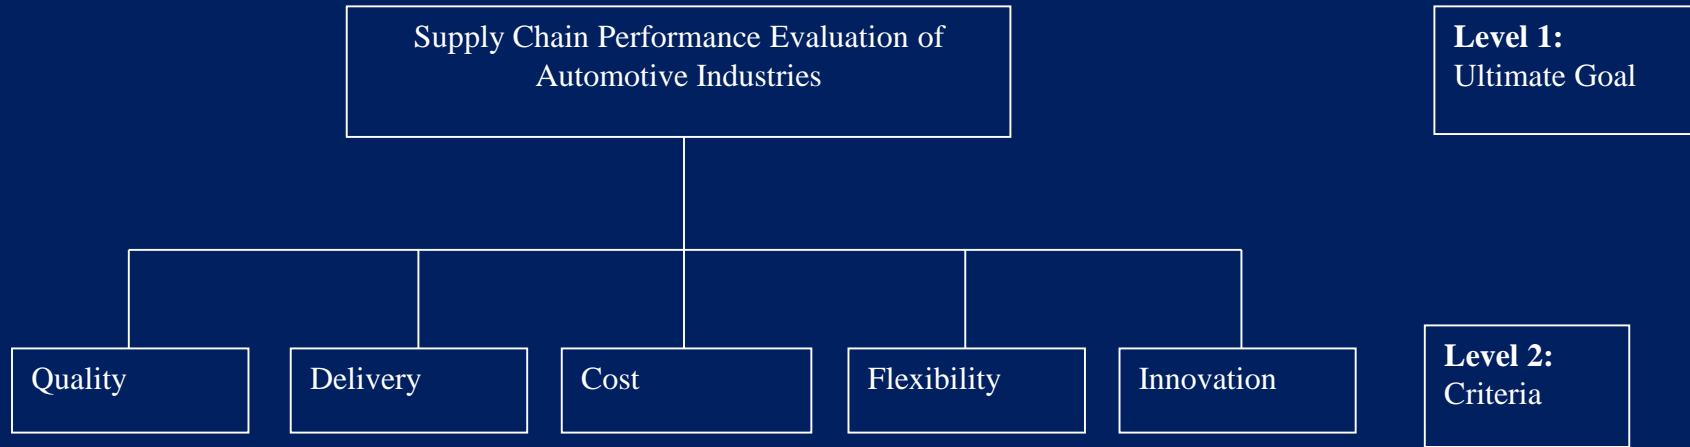 Supply Chain Performance Evaluation of
Automotive Industries
Level 1:
Ultimate Goal
Quality
Delivery
Cost
Flexibility
Innovation
Level 2:
Criteria